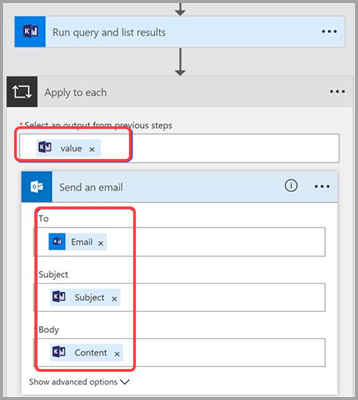 Run query and list results
Apply to each
* Select an output from previous steps
value ×
Send an email
To
Email ×
Subject
Subject ×
Body
Content ×
Show advanced options